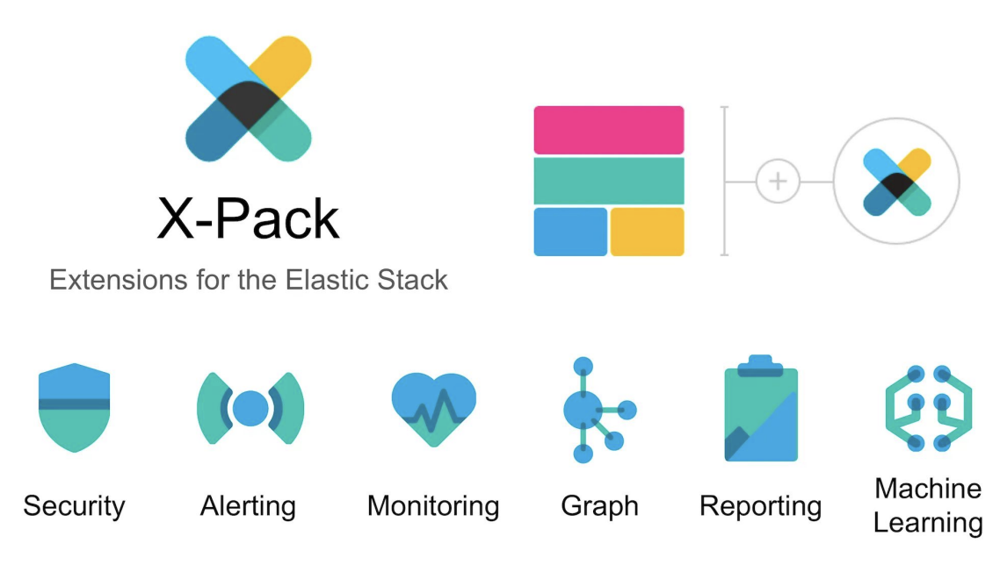 X-Pack
Extensions for the Elastic Stack
Security
Alerting
Monitoring
Graph
Reporting
Machine
Learning